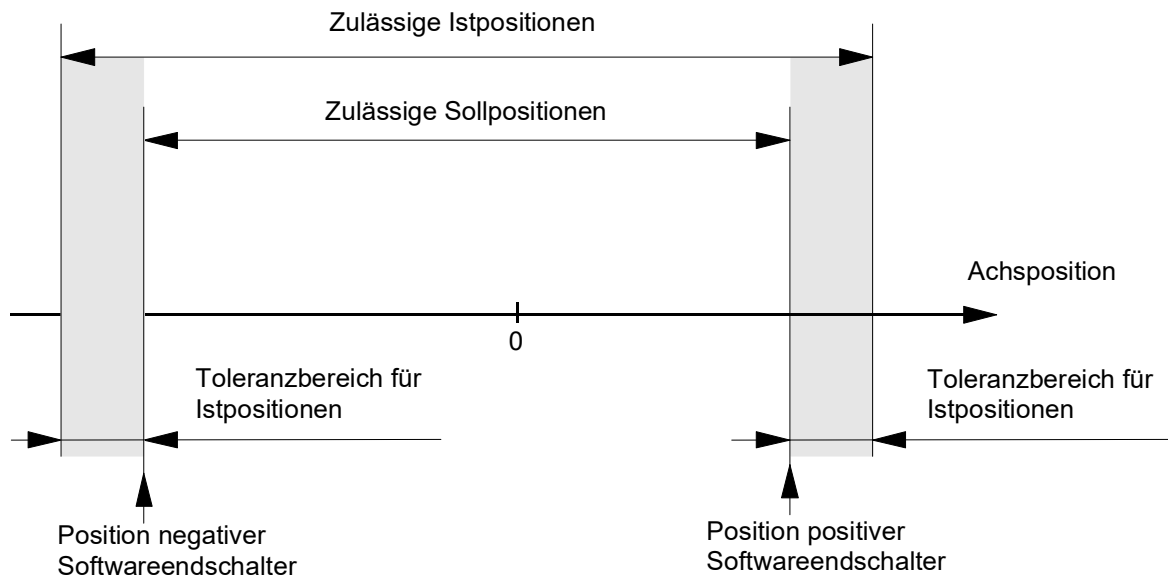 Zulässige Istpositionen
Zulässige Sollpositionen
Achsposition
0
Toleranzbereich für
Istpositionen
Toleranzbereich für
Istpositionen
Position negativer
Softwareendschalter
Position positiver
Softwareendschalter